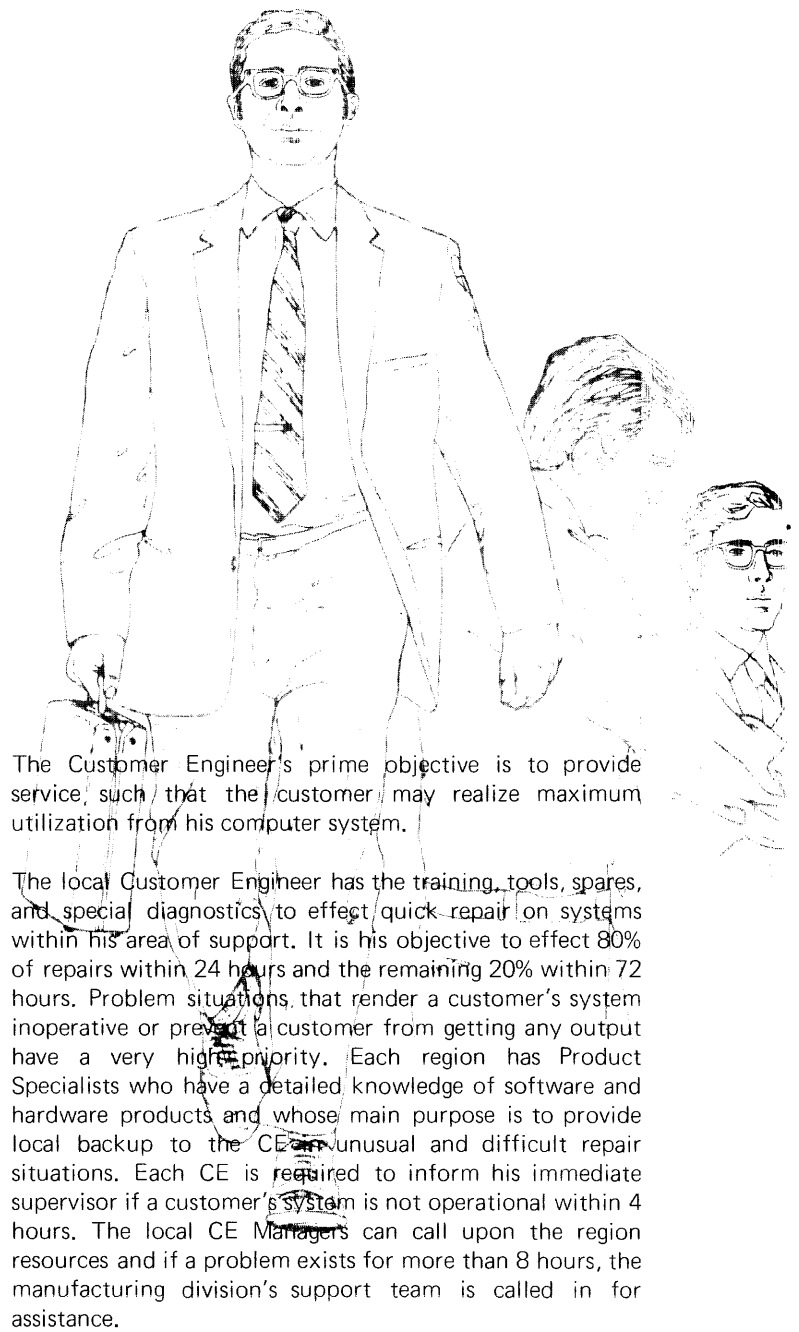 The Customer Engineer's prime objective is to provide
service, such that the customer may realize maximum
utilization from his computer system.
The local Customer Engineer has the training, tools, spares,
and special diagnostics to effect quick repair on systems
within his area of support. It is his objective to effect 80%
of repairs within 24 hours and the remaining 20% within 72
hours. Problem situations, that render a customer's system
inoperative or prevent a customer from getting any output
have a very high priority. Each region has Product
Specialists who have a detailed knowledge of software and
hardware products and whose main purpose is to provide
local backup to the CE in unusual and difficult repair
situations. Each CE is required to inform his immediate
supervisor if a customer's system is not operational within 4
hours. The local CE Managers can call upon the region
resources and if a problem exists for more than 8 hours, the
manufacturing division's support team is called in for
assistance.